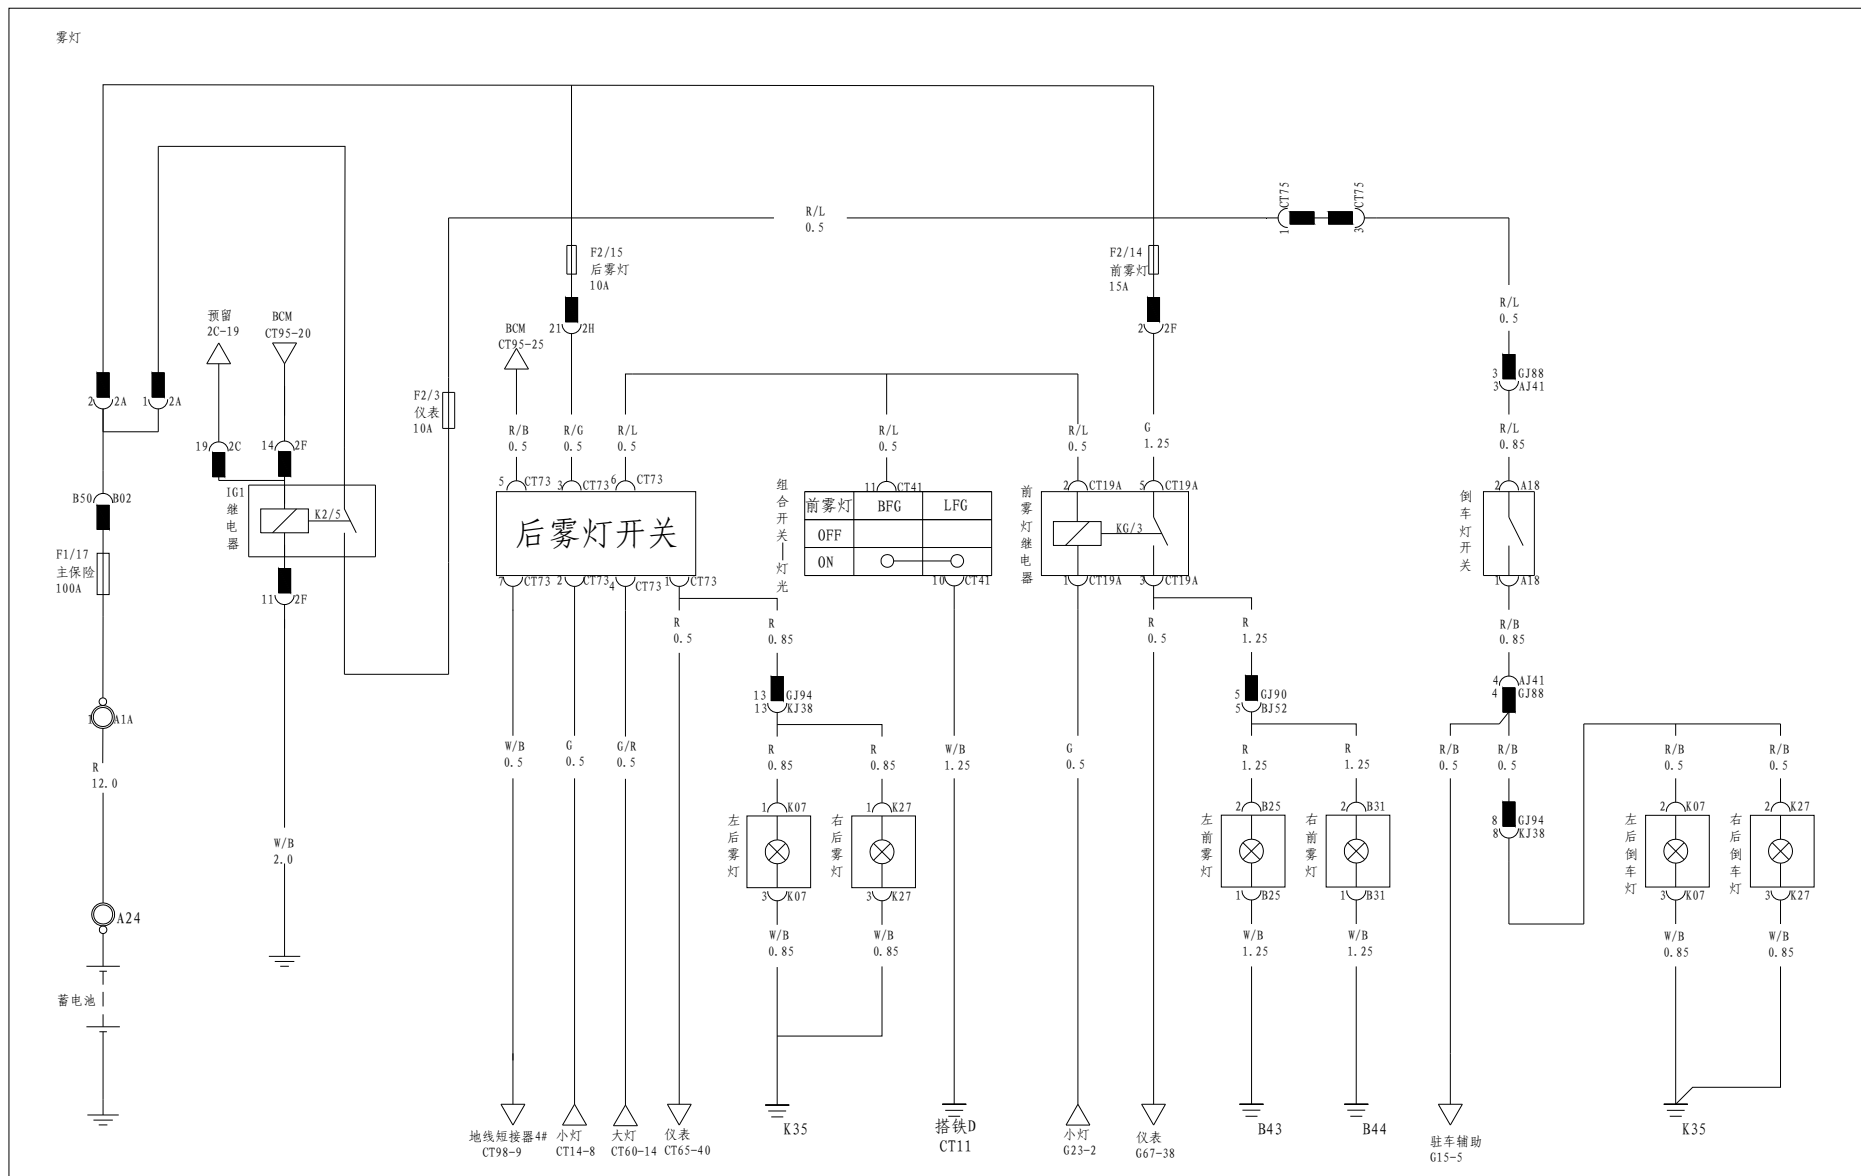 雾灯
R/L
0.5
CT75
1
CT75
3
F2/15
后雾灯
10A
F2/14
前雾灯
15A
R/L
0.5
预留
2C-19
BCM
CT95-20
21 2H
BCM
CT95-25
2 2F
3 GJ88
3 AJ41
2 2A
1 2A
F2/3
仪表
10A
R/B
0.5
R/G
0.5
R/L
0.5
R/L
0.5
R/L
0.5
G
1.25
R/L
0.85
19 2C
14 2F
B50 B02
IG1
继电器
K2/5
5 CT73
3 CT73
6 CT73
后雾灯开关
组合开关—灯光
11 CT41
前雾灯 BFG LFG
OFF
ON
前雾灯继电器
2 CT19A
5 CT19A
KG/3
倒车灯开关
2 A18
F1/17
主保险
100A
11 2F
7 CT73
2 CT73
4 CT73
1 CT73
10 CT41
1 CT19A
3 CT19A
1 A18
R
0.5
R
0.85
R
0.5
R
1.25
R/B
0.85
13 GJ94
13 KJ38
5 GJ90
5 BJ52
4 AJ41
4 GJ88
1 A1A
R
12.0
W/B
0.5
G
0.5
G/R
0.5
R
0.85
R
0.85
W/B
1.25
G
0.5
R
1.25
R
1.25
R/B
0.5
R/B
0.5
R/B
0.5
R/B
0.5
W/B
2.0
左后雾灯
1 K07
右后雾灯
1 K27
左前雾灯
2 B25
右前雾灯
2 B31
8 GJ94
8 KJ38
左后倒车灯
2 K07
右后倒车灯
2 K27
3 K07
3 K27
1 B25
1 B31
3 K07
3 K27
A24
W/B
0.85
W/B
0.85
W/B
1.25
W/B
1.25
W/B
0.85
W/B
0.85
蓄电池
地线短接器4#
CT98-9
小灯
CT14-8
大灯
CT60-14
仪表
CT65-40
K35
搭铁D
CT11
小灯
G23-2
仪表
G67-38
B43
B44
驻车辅助
G15-5
K35